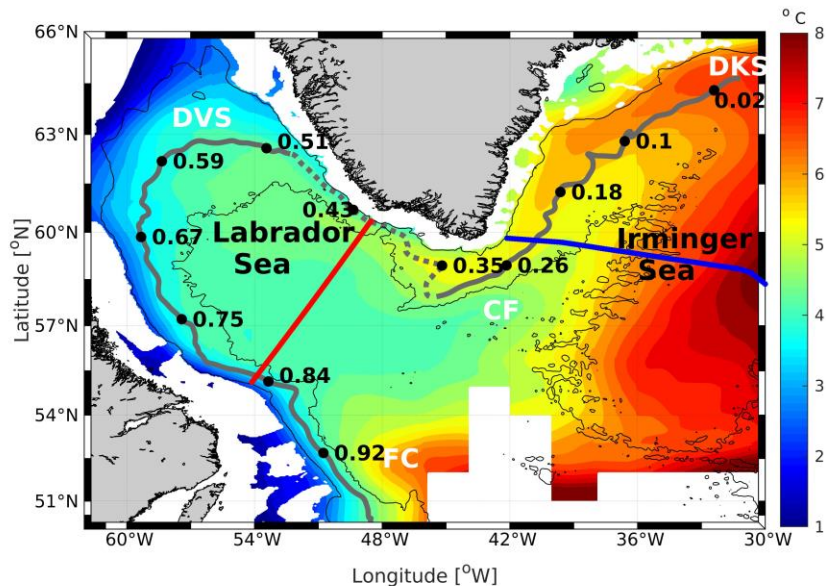 ° C
66°N
63°N
60°N
57°N
54°N
51°N
Latitude [°N]
DKS
0.02
DVS
0.51
0.1
0.59
0.18
0.43
0.67
Labrador
Sea
Irminger
Sea
0.35
0.26
CF
0.75
0.84
0.92
FC
60°W
54°W
48°W
42°W
36°W
30°W
Longitude [°W]
8
7
6
5
4
3
2
1